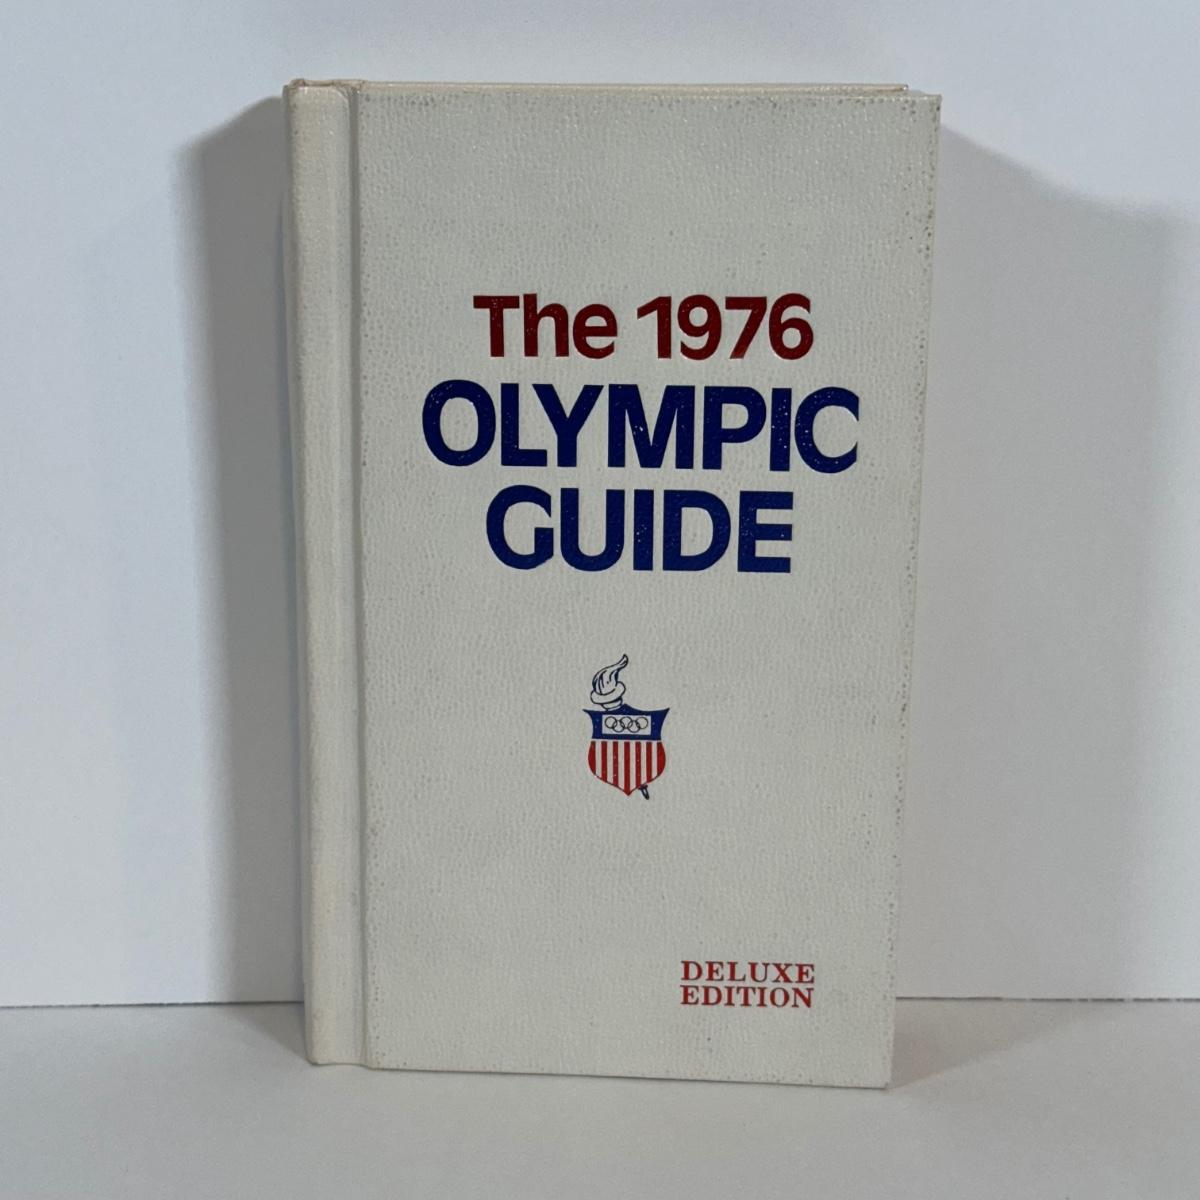 The 1976
OLYMPIC
GUIDE
DELUXE
EDITION